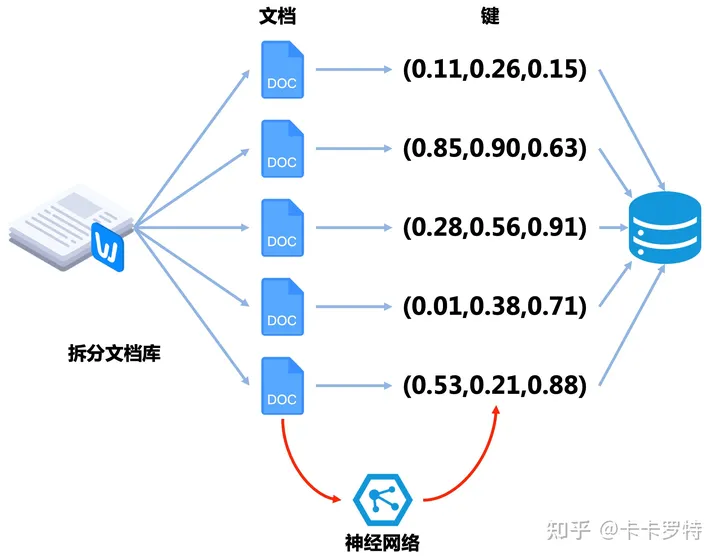 文档 键
DOC (0.11,0.26,0.15)
DOC (0.85,0.90,0.63)
W
DOC (0.28,0.56,0.91)
DOC (0.01,0.38,0.71)
拆分文档库
DOC (0.53,0.21,0.88)
神经网络
知乎 @卡卡罗特